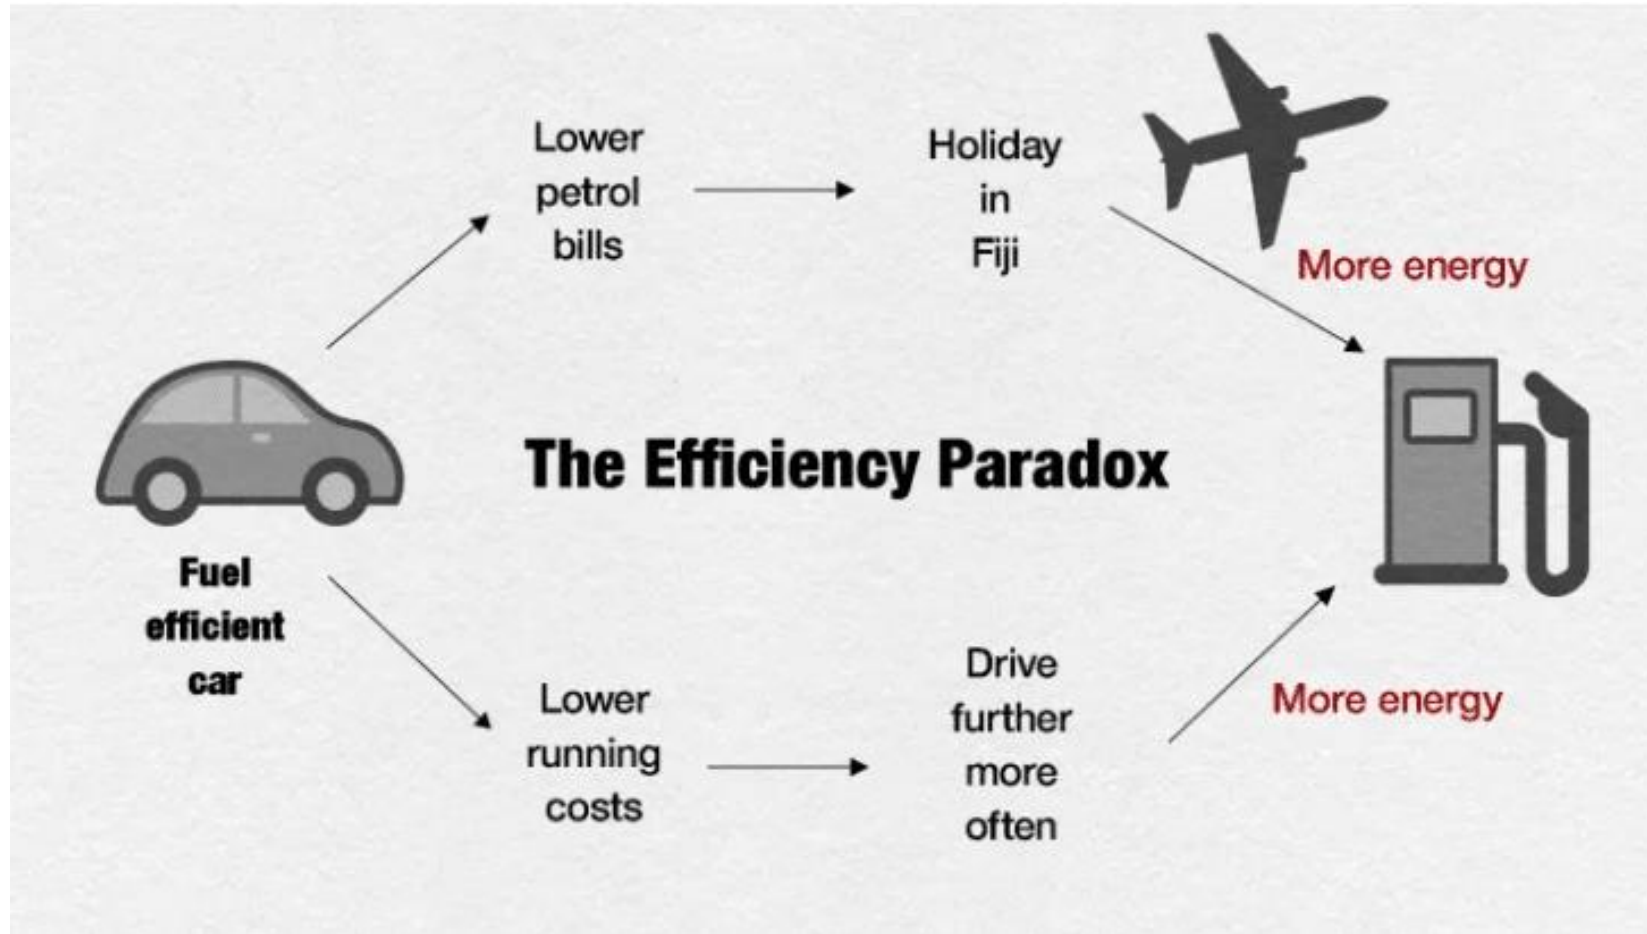 Lower
petrol
bills
Holiday
in
Fiji
More energy
The Efficiency Paradox
Fuel
efficient
car
Lower
running
costs
Drive
further
more
often
More energy